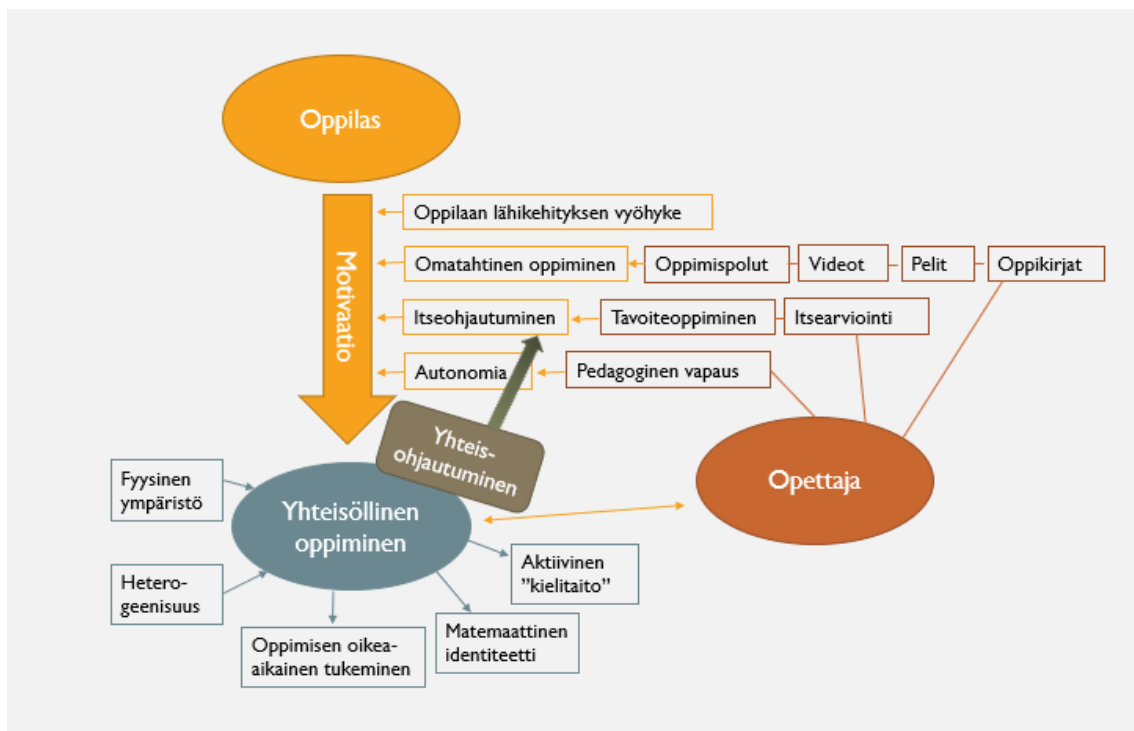 Oppilas
Motivaatio
Oppilaan lähikehityksen vyöhyke
Omatahtinen oppiminen
Oppimispolut
Videot
Pelit
Oppikirjat
Itseohjautuminen
Tavoiteoppiminen
Itsearviointi
Autonomia
Pedagoginen vapaus
Yhteis-
ohjautuminen
Opettaja
Fyysinen
ympäristö
Yhteisöllinen
oppiminen
Hetero-
geenisuus
Aktiivinen
”kielitaito”
Oppimisen oikea-
aikainen tukeminen
Matemaattinen
identiteetti